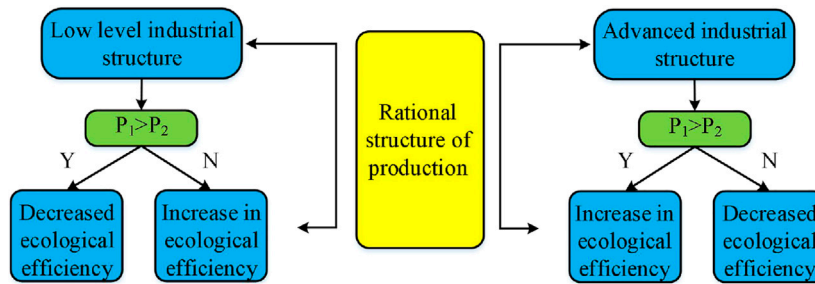 Low level industrial
structure
P₁>P₂
Y
N
Decreased
ecological
efficiency
Increase in
ecological
efficiency
Rational
structure of
production
Advanced industrial
structure
P₁>P₂
Y
N
Increase in
ecological
efficiency
Decreased
ecological
efficiency